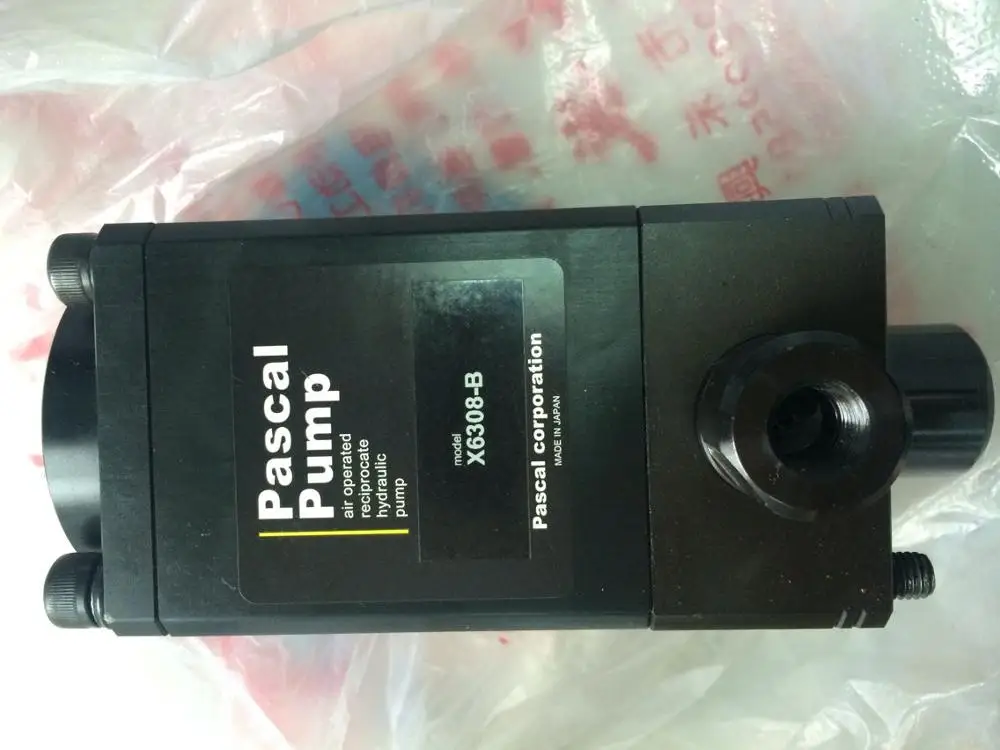 Pascal
Pump
air operated
reciprocate
hydraulic
pump
model
X6308-B
Pascal corporation
MADE IN JAPAN